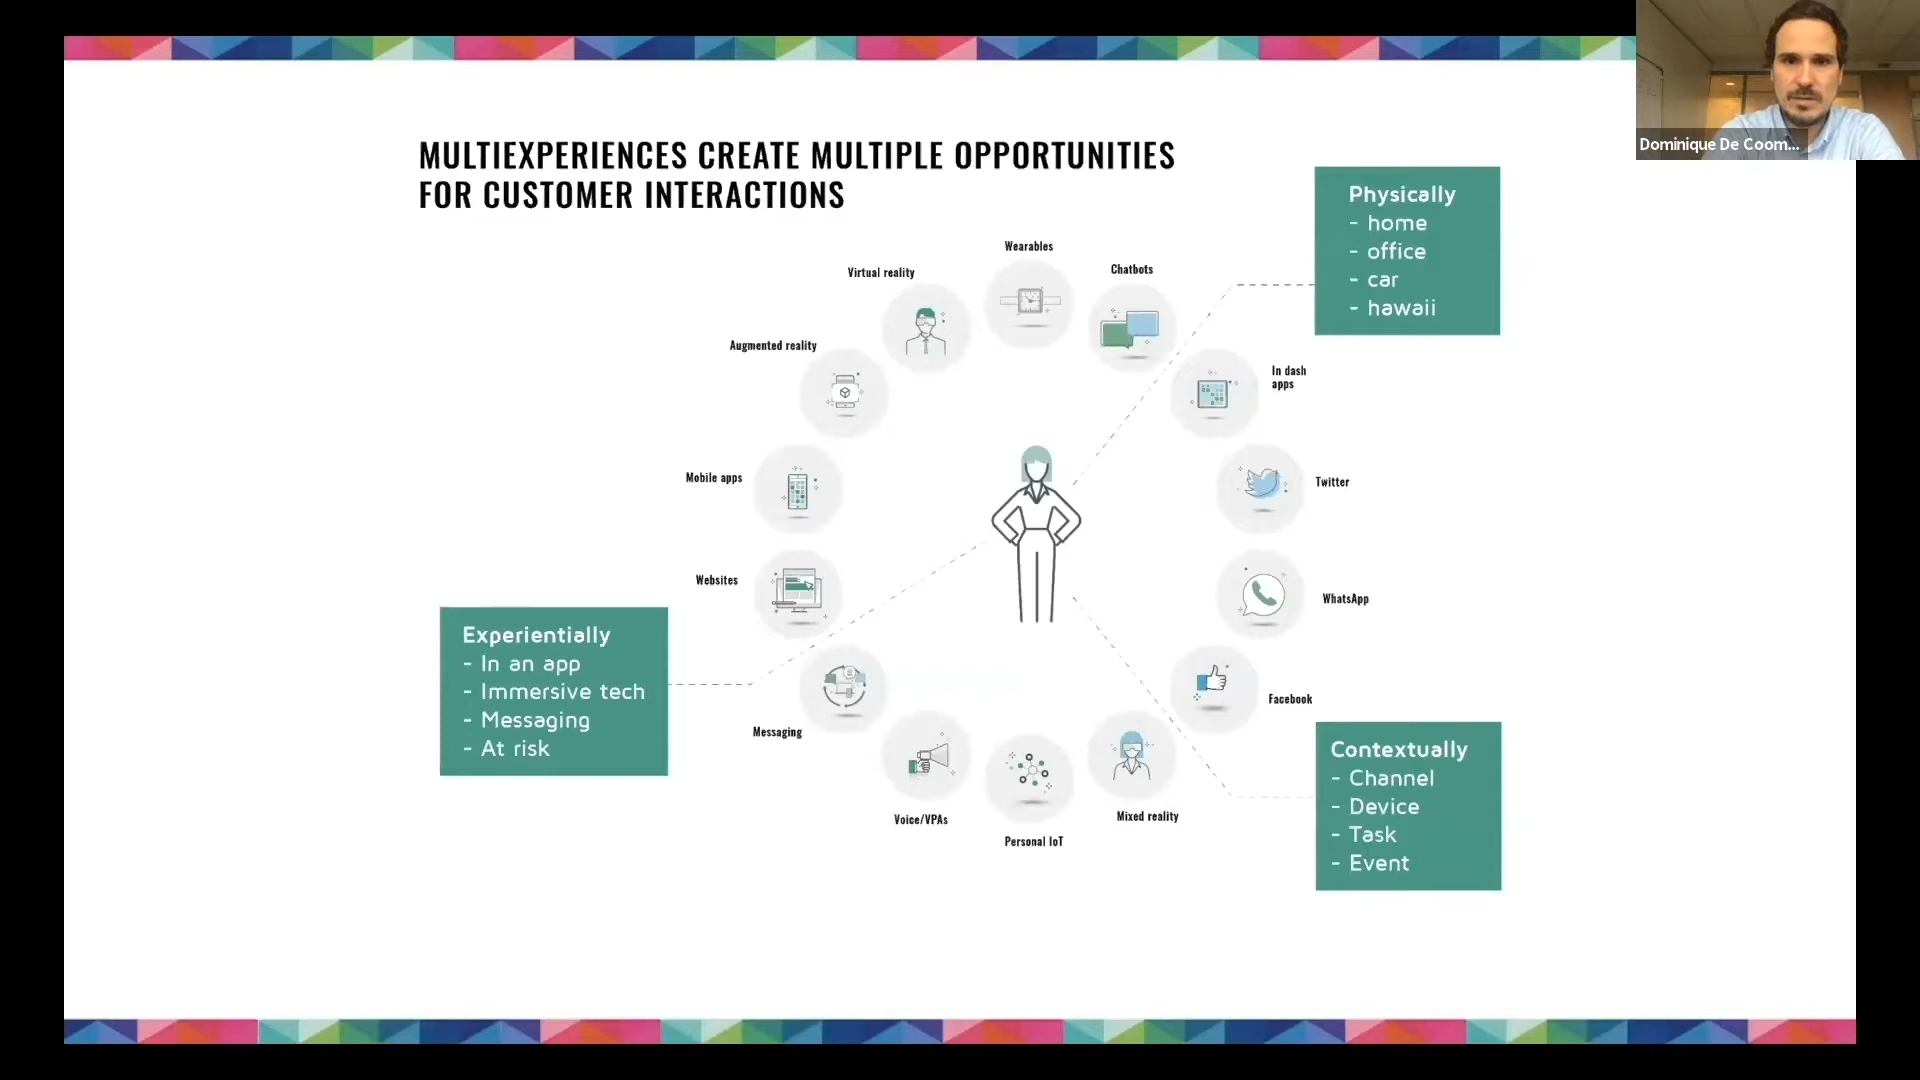 Dominique De Coom...
MULTIEXPERIENCES CREATE MULTIPLE OPPORTUNITIES
FOR CUSTOMER INTERACTIONS
Physically
- home
- office
- car
- hawaii
Wearables
Chatbots
Virtual reality
Augmented reality
In dash
apps
Mobile apps
Twitter
Websites
WhatsApp
Experientially
- In an app
- Immersive tech
- Messaging
- At risk
Messaging
Facebook
Voice/VPAs
Personal IoT
Mixed reality
Contextually
- Channel
- Device
- Task
- Event